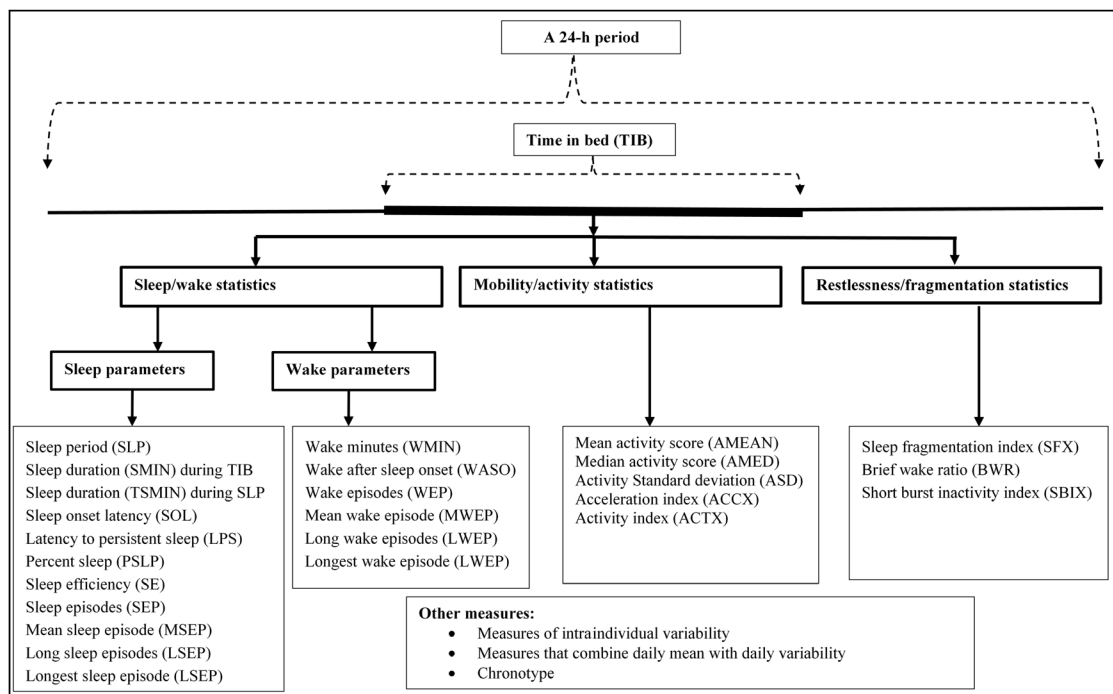 A 24-h period
Time in bed (TIB)
Sleep/wake statistics
Mobility/activity statistics
Restlessness/fragmentation statistics
Sleep parameters
Wake parameters
Sleep period (SLP)
Sleep duration (SMIN) during TIB
Sleep duration (TSMIN) during SLP
Sleep onset latency (SOL)
Latency to persistent sleep (LPS)
Percent sleep (PSLP)
Sleep efficiency (SE)
Sleep episodes (SEP)
Mean sleep episode (MSEP)
Long sleep episodes (LSEP)
Longest sleep episode (LSEP)
Wake minutes (WMIN)
Wake after sleep onset (WASO)
Wake episodes (WEP)
Mean wake episode (MWEP)
Long wake episodes (LWEP)
Longest wake episode (LWEP)
Mean activity score (AMEAN)
Median activity score (AMED)
Activity Standard deviation (ASD)
Acceleration index (ACCX)
Activity index (ACTX)
Sleep fragmentation index (SFX)
Brief wake ratio (BWR)
Short burst inactivity index (SBIX)
Other measures:
• Measures of intraindividual variability
• Measures that combine daily mean with daily variability
• Chronotype